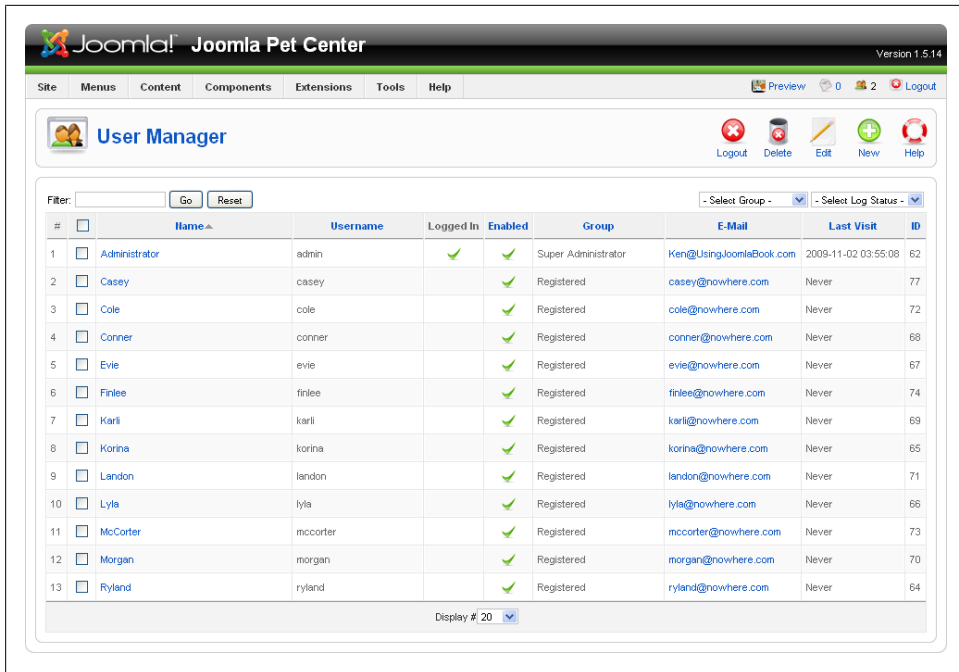 Joomla! Joomla Pet Center
Version 1.5.14
Site Menus Content Components Extensions Tools Help Preview 0 2 Logout
User Manager
Logout Delete Edit New Help
Filter: Go Reset - Select Group - - Select Log Status -
# Name Username Logged In Enabled Group E-Mail Last Visit ID
1 Administrator admin Super Administrator Ken@UsingJoomlaBook.com 2009-11-02 03:55:08 62
2 Casey casey Registered casey@nowhere.com Never 77
3 Cole cole Registered cole@nowhere.com Never 72
4 Conner conner Registered conner@nowhere.com Never 68
5 Evie evie Registered evie@nowhere.com Never 67
6 Finlee finlee Registered finlee@nowhere.com Never 74
7 Karli karli Registered karli@nowhere.com Never 69
8 Korina korina Registered korina@nowhere.com Never 65
9 Landon landon Registered landon@nowhere.com Never 71
10 Lyla lyla Registered lyla@nowhere.com Never 66
11 McCorter mccorter Registered mccorter@nowhere.com Never 73
12 Morgan morgan Registered morgan@nowhere.com Never 70
13 Ryland ryland Registered ryland@nowhere.com Never 64
Display # 20